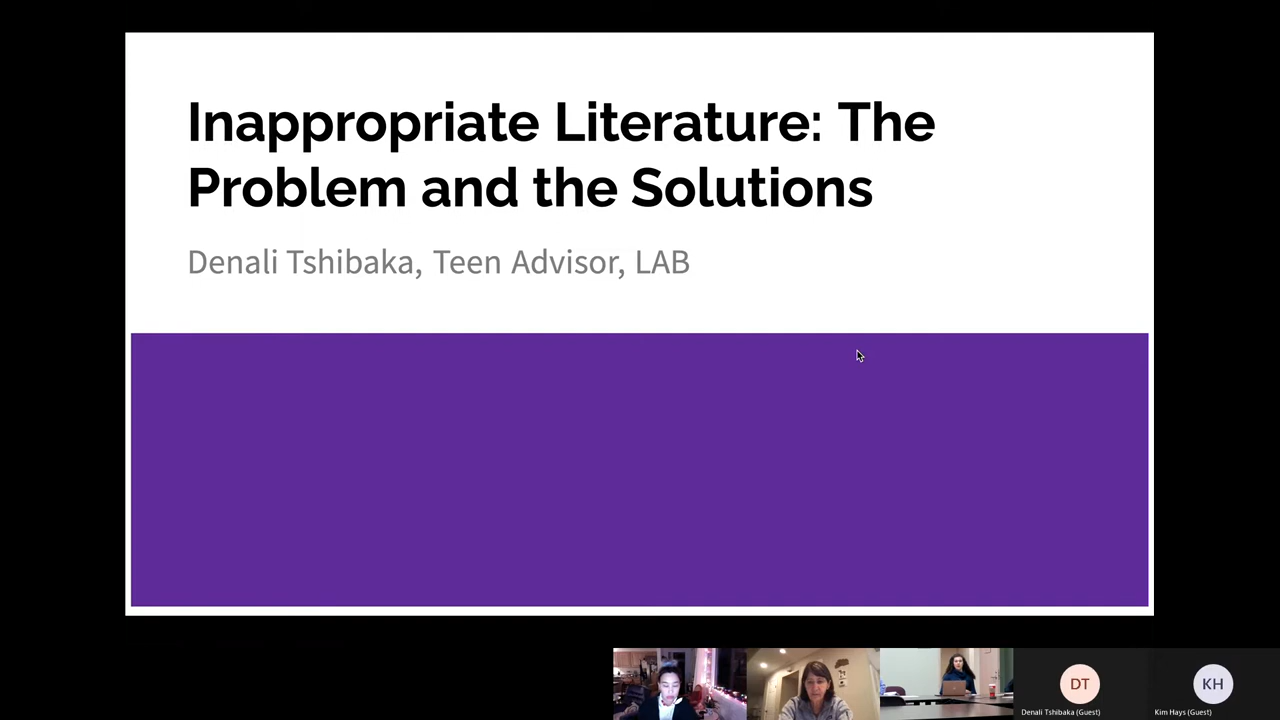 Inappropriate Literature: The
Problem and the Solutions
Denali Tshibaka, Teen Advisor, LAB
DT
KH
Denali Tshibaka (Guest)
Kim Hays (Guest)